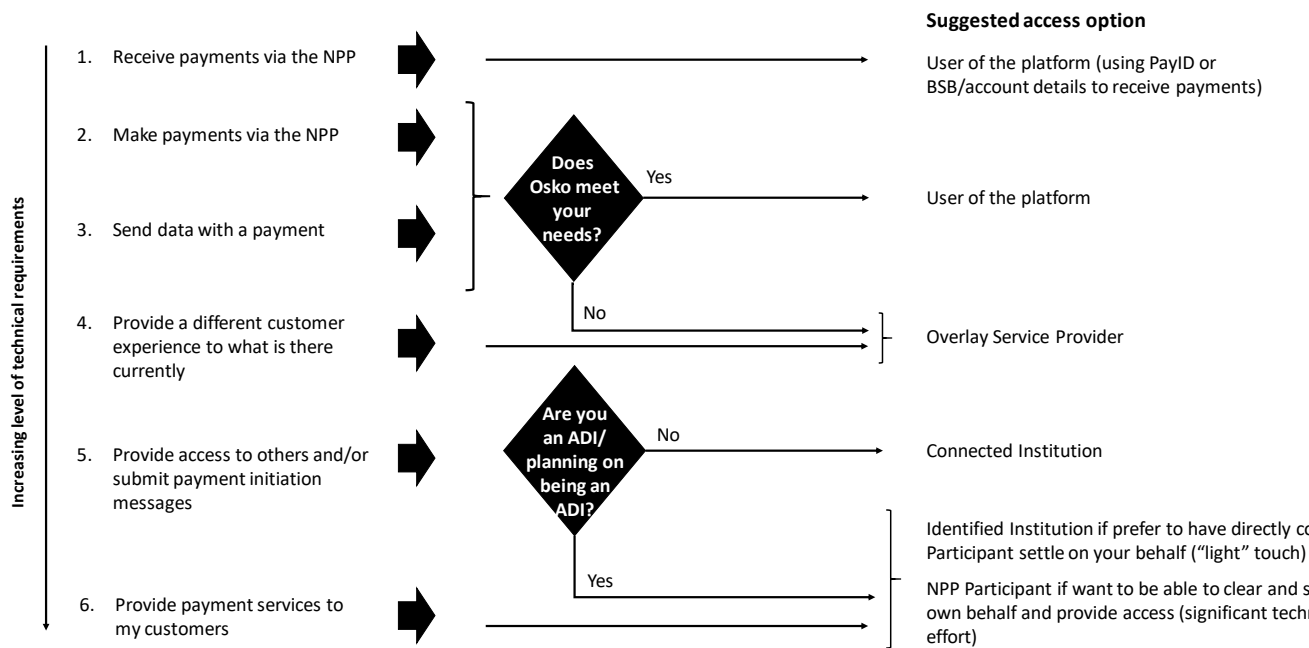 Suggested access option
Increasing level of technical requirements
1. Receive payments via the NPP
User of the platform (using PayID or
BSB/account details to receive payments)
2. Make payments via the NPP
3. Send data with a payment
Does
Osko meet
your
needs?
Yes
User of the platform
No
4. Provide a different customer
experience to what is there
currently
Overlay Service Provider
5. Provide access to others and/or
submit payment initiation
messages
Are you
an ADI/
planning on
being an
ADI?
No
Connected Institution
Yes
Identified Institution if prefer to have directly
Participant settle on your behalf (“light” touch)
6. Provide payment services to
my customers
NPP Participant if want to be able to clear and
own behalf and provide access (significant
effort)